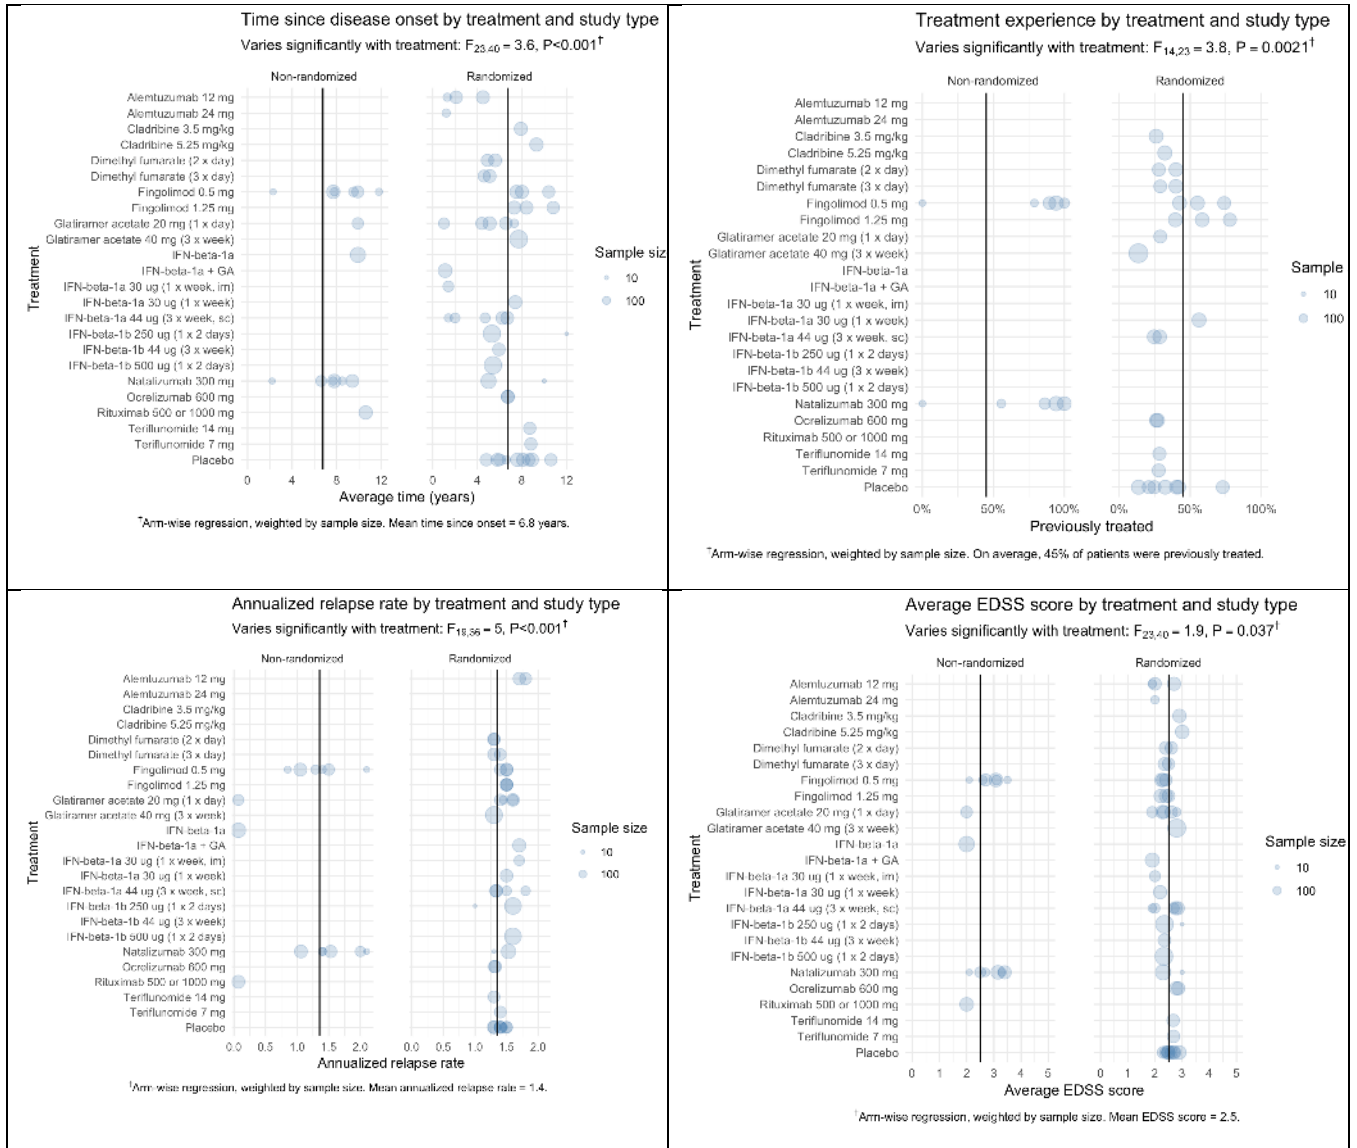 Time since disease onset by treatment and study type
Varies significantly with treatment: F23,40 = 3.6, P<0.001†
Non-randomized
Randomized
Treatment
Alemtuzumab 12 mg
Alemtuzumab 24 mg
Cladribine 3.5 mg/kg
Cladribine 5.25 mg/kg
Dimethyl fumarate (2 x day)
Dimethyl fumarate (3 x day)
Fingolimod 0.5 mg
Fingolimod 1.25 mg
Glatiramer acetate 20 mg (1 x day)
Glatiramer acetate 40 mg (3 x week)
IFN-beta-1a
IFN-beta-1a + GA
IFN-beta-1a 30 ug (1 x week, im)
IFN-beta-1a 30 ug (1 x week)
IFN-beta-1a 44 ug (3 x week, sc)
IFN-beta-1b 250 ug (1 x 2 days)
IFN-beta-1b 44 ug (3 x week)
IFN-beta-1b 500 ug (1 x 2 days)
Natalizumab 300 mg
Ocrelizumab 600 mg
Rituximab 500 or 1000 mg
Teriflunomide 14 mg
Teriflunomide 7 mg
Placebo
Sample siz
10
100
0 4 8 12 0 4 8 12
Average time (years)
†Arm-wise regression, weighted by sample size. Mean time since onset = 6.8 years.
Treatment experience by treatment and study type
Varies significantly with treatment: F14,23 = 3.8, P = 0.0021†
Non-randomized
Randomized
Treatment
Alemtuzumab 12 mg
Alemtuzumab 24 mg
Cladribine 3.5 mg/kg
Cladribine 5.25 mg/kg
Dimethyl fumarate (2 x day)
Dimethyl fumarate (3 x day)
Fingolimod 0.5 mg
Fingolimod 1.25 mg
Glatiramer acetate 20 mg (1 x day)
Glatiramer acetate 40 mg (3 x week)
IFN-beta-1a
IFN-beta-1a + GA
IFN-beta-1a 30 ug (1 x week, im)
IFN-beta-1a 30 ug (1 x week)
IFN-beta-1a 44 ug (3 x week, sc)
IFN-beta-1b 250 ug (1 x 2 days)
IFN-beta-1b 44 ug (3 x week)
IFN-beta-1b 500 ug (1 x 2 days)
Natalizumab 300 mg
Ocrelizumab 600 mg
Rituximab 500 or 1000 mg
Teriflunomide 14 mg
Teriflunomide 7 mg
Placebo
Sample
10
100
0% 50% 100% 0% 50% 100%
Previously treated
†Arm-wise regression, weighted by sample size. On average, 45% of patients were previously treated.
Annualized relapse rate by treatment and study type
Varies significantly with treatment: F19,36 = 5, P<0.001†
Non-randomized
Randomized
Treatment
Alemtuzumab 12 mg
Alemtuzumab 24 mg
Cladribine 3.5 mg/kg
Cladribine 5.25 mg/kg
Dimethyl fumarate (2 x day)
Dimethyl fumarate (3 x day)
Fingolimod 0.5 mg
Fingolimod 1.25 mg
Glatiramer acetate 20 mg (1 x day)
Glatiramer acetate 40 mg (3 x week)
IFN-beta-1a
IFN-beta-1a + GA
IFN-beta-1a 30 ug (1 x week, im)
IFN-beta-1a 30 ug (1 x week)
IFN-beta-1a 44 ug (3 x week, sc)
IFN-beta-1b 250 ug (1 x 2 days)
IFN-beta-1b 44 ug (3 x week)
IFN-beta-1b 500 ug (1 x 2 days)
Natalizumab 300 mg
Ocrelizumab 600 mg
Rituximab 500 or 1000 mg
Teriflunomide 14 mg
Teriflunomide 7 mg
Placebo
Sample size
10
100
0.0 0.5 1.0 1.5 2.0 0.0 0.5 1.0 1.5 2.0
Annualized relapse rate
†Arm-wise regression, weighted by sample size. Mean annualized relapse rate = 1.4.
Average EDSS score by treatment and study type
Varies significantly with treatment: F23,40 = 1.9, P = 0.037†
Non-randomized
Randomized
Treatment
Alemtuzumab 12 mg
Alemtuzumab 24 mg
Cladribine 3.5 mg/kg
Cladribine 5.25 mg/kg
Dimethyl fumarate (2 x day)
Dimethyl fumarate (3 x day)
Fingolimod 0.5 mg
Fingolimod 1.25 mg
Glatiramer acetate 20 mg (1 x day)
Glatiramer acetate 40 mg (3 x week)
IFN-beta-1a
IFN-beta-1a + GA
IFN-beta-1a 30 ug (1 x week, im)
IFN-beta-1a 30 ug (1 x week)
IFN-beta-1a 44 ug (3 x week, sc)
IFN-beta-1b 250 ug (1 x 2 days)
IFN-beta-1b 44 ug (3 x week)
IFN-beta-1b 500 ug (1 x 2 days)
Natalizumab 300 mg
Ocrelizumab 600 mg
Rituximab 500 or 1000 mg
Teriflunomide 14 mg
Teriflunomide 7 mg
Placebo
Sample size
10
100
0 1 2 3 4 5 0 1 2 3 4 5
Average EDSS score
†Arm-wise regression, weighted by sample size. Mean EDSS score = 2.5.